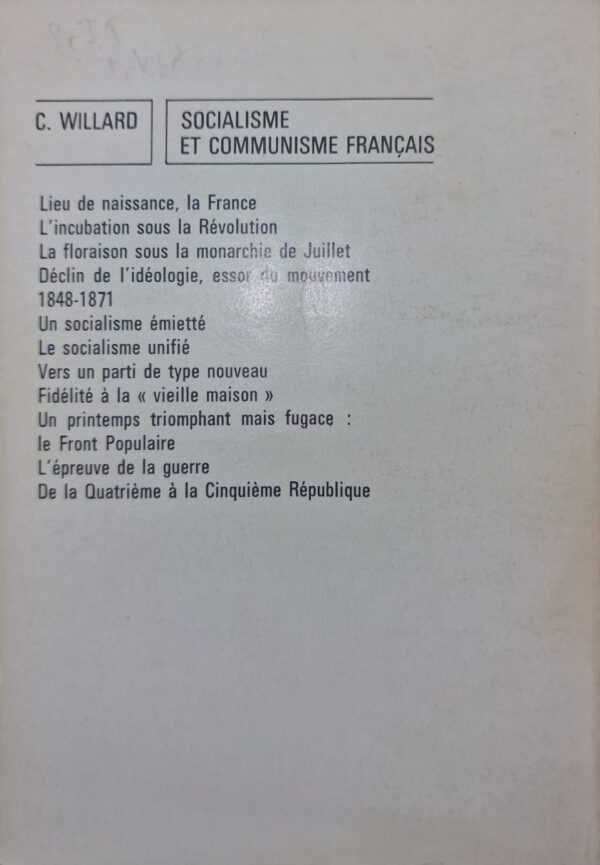 C. WILLARD
SOCIALISME
ET COMMUNISME FRANÇAIS
Lieu de naissance, la France
L'incubation sous la Révolution
La floraison sous la monarchie de Juillet
Déclin de l'idéologie, essor du mouvement
1848-1871
Un socialisme émietté
Le socialisme unifié
Vers un parti de type nouveau
Fidélité à la « vieille maison »
Un printemps triomphant mais fugace :
le Front Populaire
L'épreuve de la guerre
De la Quatrième à la Cinquième République